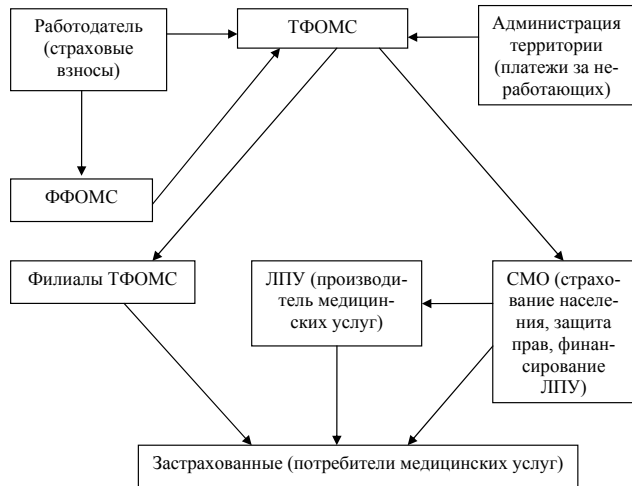 Работодатель
(страховые
взносы)
ТФОМС
Администрация
территории
(платежи за не-
работающих)
ФФОМС
Филиалы ТФОМС
ЛПУ (производи-
тель медицин-
ских услуг)
СМО (страхо-
вание населе-
ния, защита
прав, финан-
сирование
ЛПУ)
Застрахованные (потребители медицинских услуг)